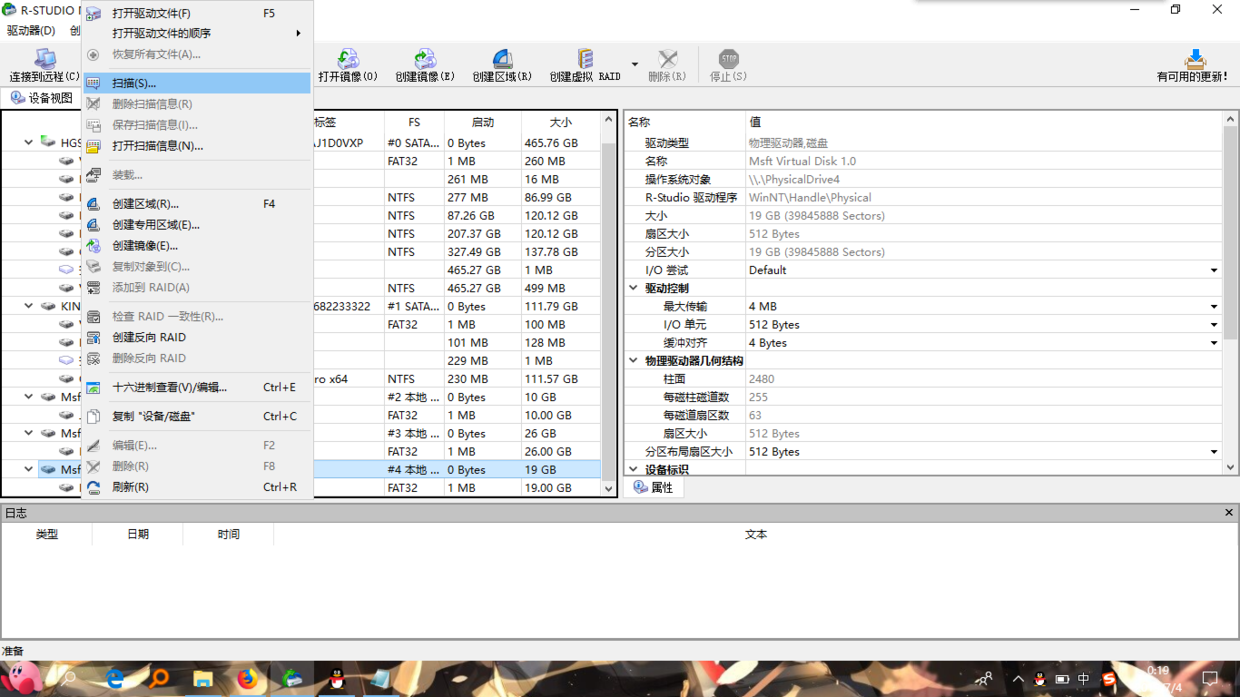 R-STUDIO
驱动器(D) 创
打开驱动文件(F) F5
打开驱动文件的顺序
恢复所有文件(A)...
扫描(S)...
删除扫描信息(R)
保存扫描信息(I)...
打开扫描信息(N)...
装载...
创建区域(R)... F4
创建专用区域(E)...
创建镜像(E)...
复制对象到(C)...
添加到 RAID(A)
检查 RAID 一致性(R)...
创建反向 RAID
删除反向 RAID
十六进制查看(V)/编辑... Ctrl+E
复制 "设备/磁盘" Ctrl+C
编辑(E)... F2
删除(R) F8
刷新(R) Ctrl+R
连接到远程(C) 打开镜像(O) 创建镜像(R) 创建区域(R) 创建虚拟 RAID 删除(R) STOP 停止(S) 有可用的更新!
设备视图
标签 FS 启动 大小
HGS AJ1D0VXP #0 SATA... 0 Bytes 465.76 GB
FAT32 1 MB 260 MB
261 MB 16 MB
NTFS 277 MB 86.99 GB
NTFS 87.26 GB 120.12 GB
NTFS 207.37 GB 120.12 GB
NTFS 327.49 GB 137.78 GB
465.27 GB 1 MB
NTFS 465.27 GB 499 MB
KIN 682233322 #1 SATA... 0 Bytes 111.79 GB
FAT32 1 MB 100 MB
101 MB 128 MB
229 MB 1 MB
ro x64 NTFS 230 MB 111.57 GB
Msf #2 本地 ... 0 Bytes 10 GB
FAT32 1 MB 10.00 GB
Msf #3 本地 ... 0 Bytes 26 GB
FAT32 1 MB 26.00 GB
Msf #4 本地 ... 0 Bytes 19 GB
FAT32 1 MB 19.00 GB
名称 值
驱动类型 物理驱动器,磁盘
名称 Msft Virtual Disk 1.0
操作系统对象 \\.\PhysicalDrive4
R-Studio 驱动程序 WinNT\Handle\Physical
大小 19 GB (39845888 Sectors)
扇区大小 512 Bytes
分区大小 19 GB (39845888 Sectors)
I/O 尝试 Default
驱动控制
最大传输 4 MB
I/O 单元 512 Bytes
缓冲对齐 4 Bytes
物理驱动器几何结构
柱面 2480
每磁柱磁道数 255
每磁道扇区数 63
扇区大小 512 Bytes
分区布局扇区大小 512 Bytes
设备标识
属性
日志
类型 日期 时间 文本
准备
中
0:19
7/4